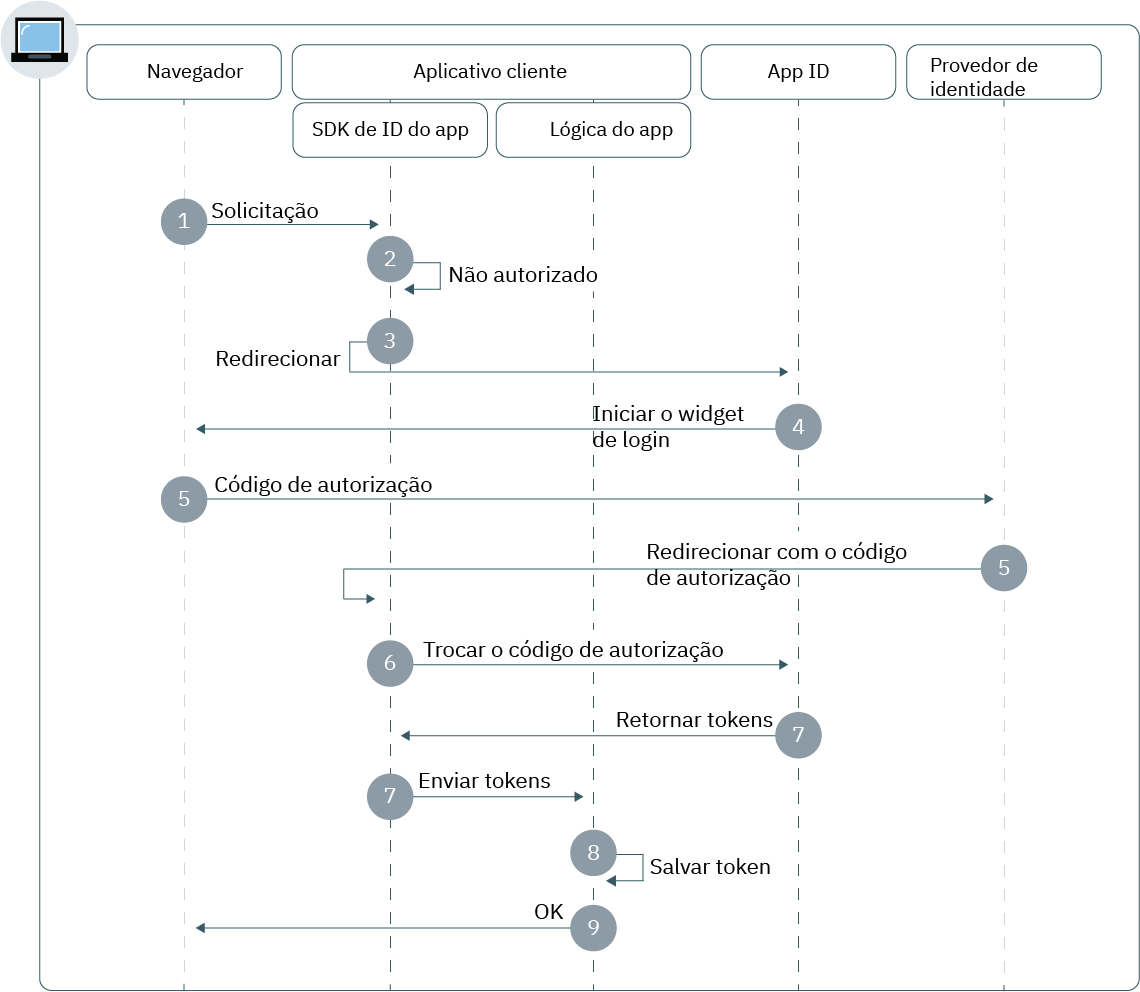 Navegador
Aplicativo cliente
App ID
Provedor de
identidade
SDK de ID do app
Lógica do app
1
Solicitação
2
Não autorizado
3
Redirecionar
Iniciar o widget
de login
4
5
Código de autorização
Redirecionar com o código
de autorização
5
6
Trocar o código de autorização
Retornar tokens
7
7
Enviar tokens
8
Salvar token
OK
9